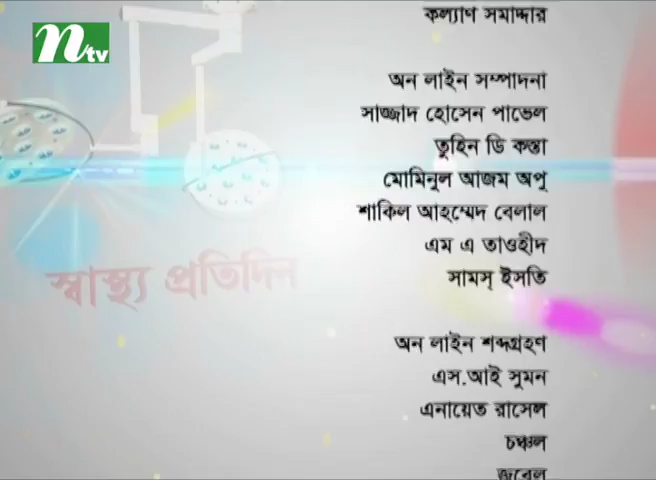 ntv
কল্যাণ সমাদ্দার
অন লাইন সম্পাদনা
সাজ্জাদ হোসেন পাভেল
তুহিন ডি কস্তা
মোমিনুল আজম অপু
শাকিল আহম্মেদ বেলাল
এম এ তাওহীদ
সামস্ ইসতি
স্বাস্থ্য প্রতিদিন
অন লাইন শব্দগ্রহণ
এস.আই সুমন
এনায়েত রাসেল
চঞ্চল